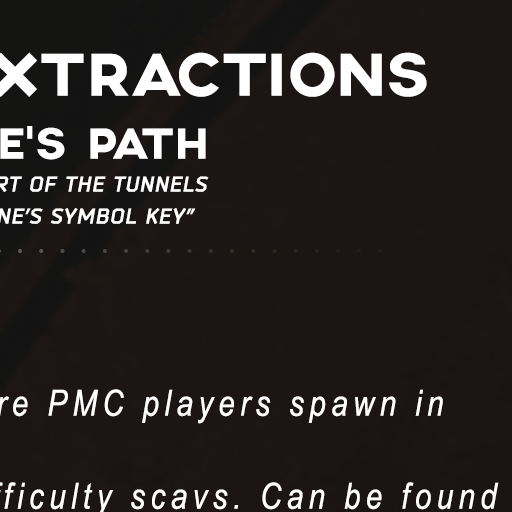 XTRACTIONS
E'S PATH
RT OF THE TUNNELS
NE'S SYMBOL KEY”
re PMC players spawn in
fficulty scavs. Can be found